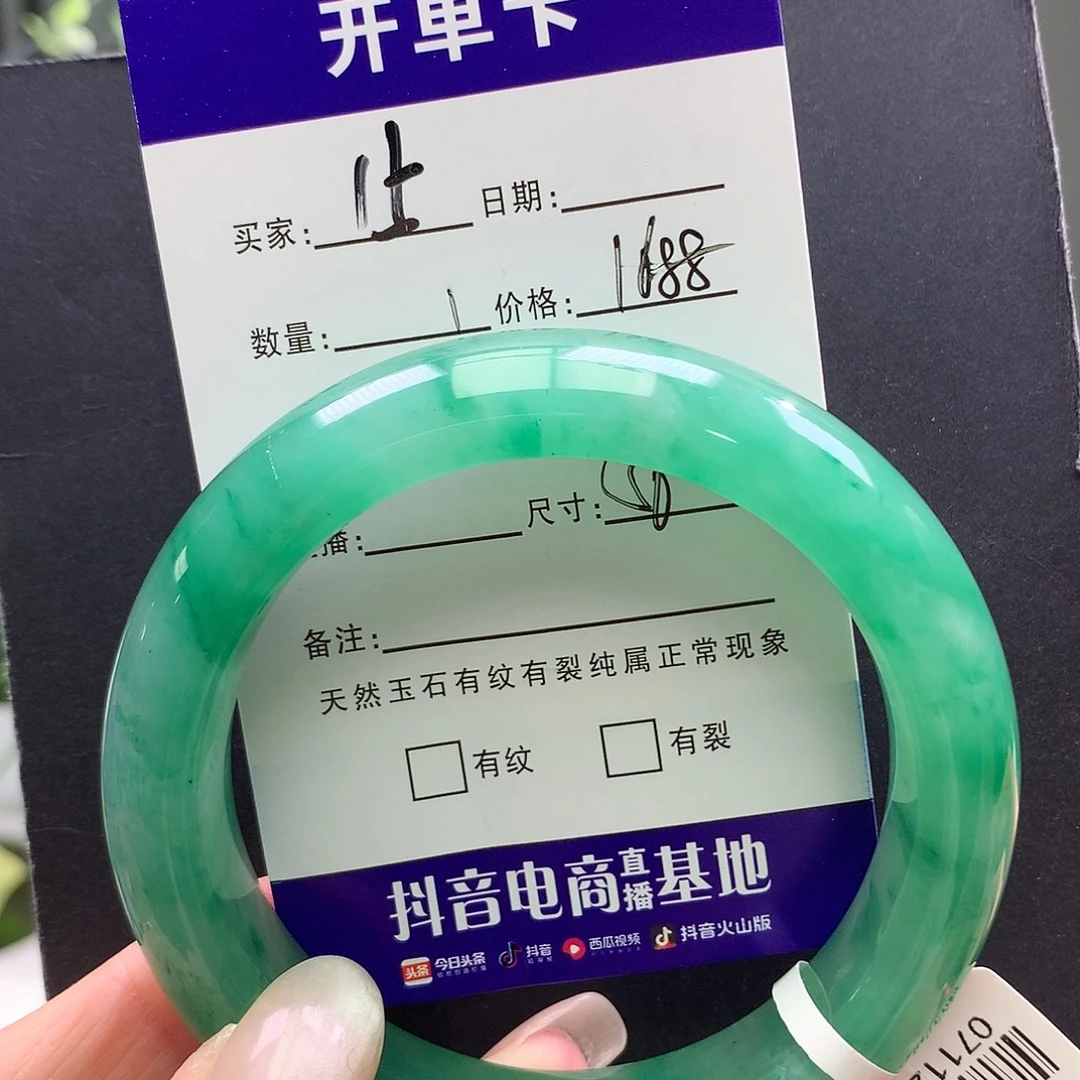 开单卡
买家: 日期:
数量: 1 价格: 1688
播: 尺寸:
备注:
天然玉石有纹有裂纯属正常现象
有纹 有裂
抖音电商直播基地
头条 今日头条 抖音 西瓜视频 抖音火山版